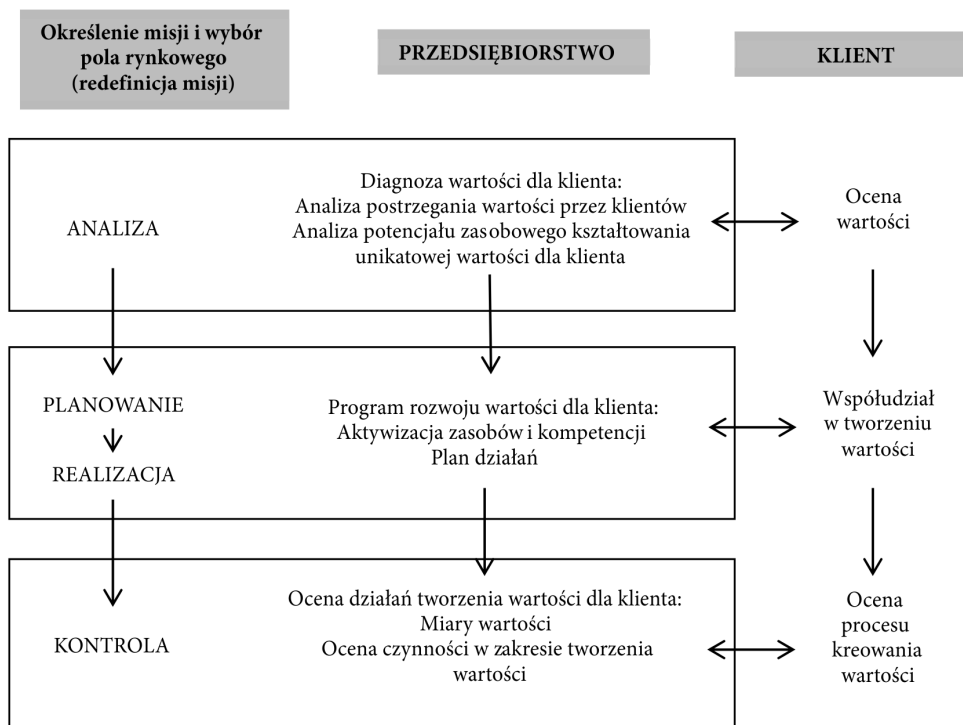 Określenie misji i wybór
pola rynkowego
(redefinicja misji)
PRZEDSIĘBIORSTWO
KLIENT
ANALIZA
Diagnoza wartości dla klienta:
Analiza postrzegania wartości przez klientów
Analiza potencjału zasobowego kształtowania
unikatowej wartości dla klienta
Ocena
wartości
PLANOWANIE
REALIZACJA
Program rozwoju wartości dla klienta:
Aktywizacja zasobów i kompetencji
Plan działań
Współudział
w tworzeniu
wartości
KONTROLA
Ocena działań tworzenia wartości dla klienta:
Miary wartości
Ocena czynności w zakresie tworzenia
wartości
Ocena
procesu
kreowania
wartości